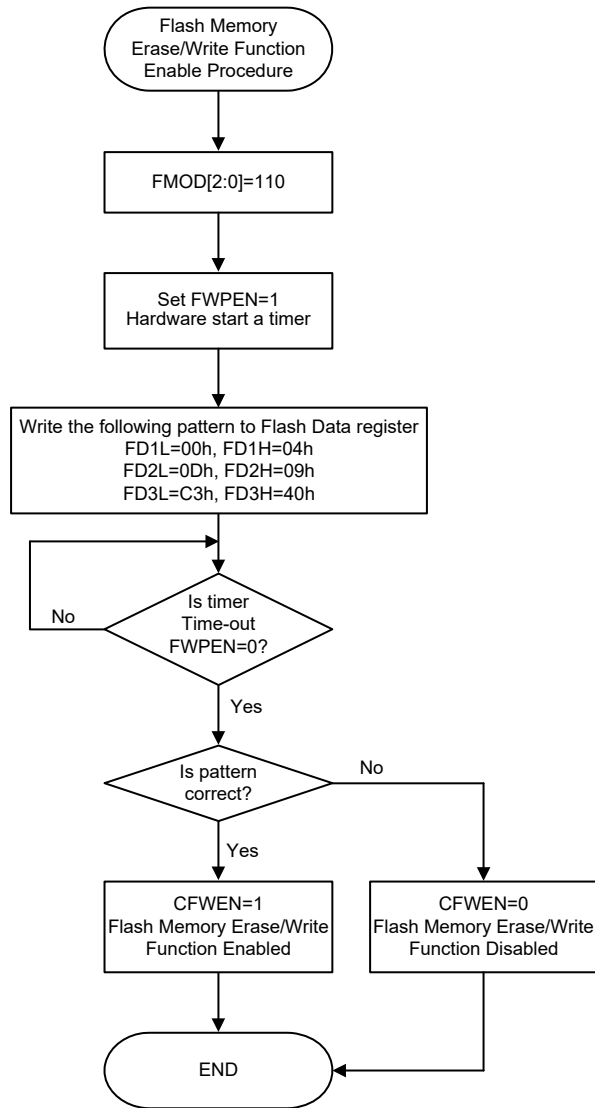 Flash Memory
Erase/Write Function
Enable Procedure
FMOD[2:0]=110
Set FWPEN=1
Hardware start a timer
Write the following pattern to Flash Data register
FD1L=00h, FD1H=04h
FD2L=0Dh, FD2H=09h
FD3L=C3h, FD3H=40h
Is timer
Time-out
FWPEN=0?
No
Yes
Is pattern
correct?
No
Yes
CFWEN=1
Flash Memory Erase/Write
Function Enabled
CFWEN=0
Flash Memory Erase/Write
Function Disabled
END